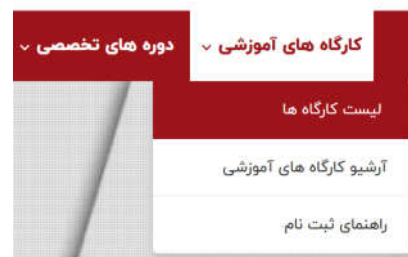 کارگاه های آموزشی دوره های تخصصی
لیست کارگاه ها
آرشیو کارگاه های آموزشی
راهنمای ثبت نام